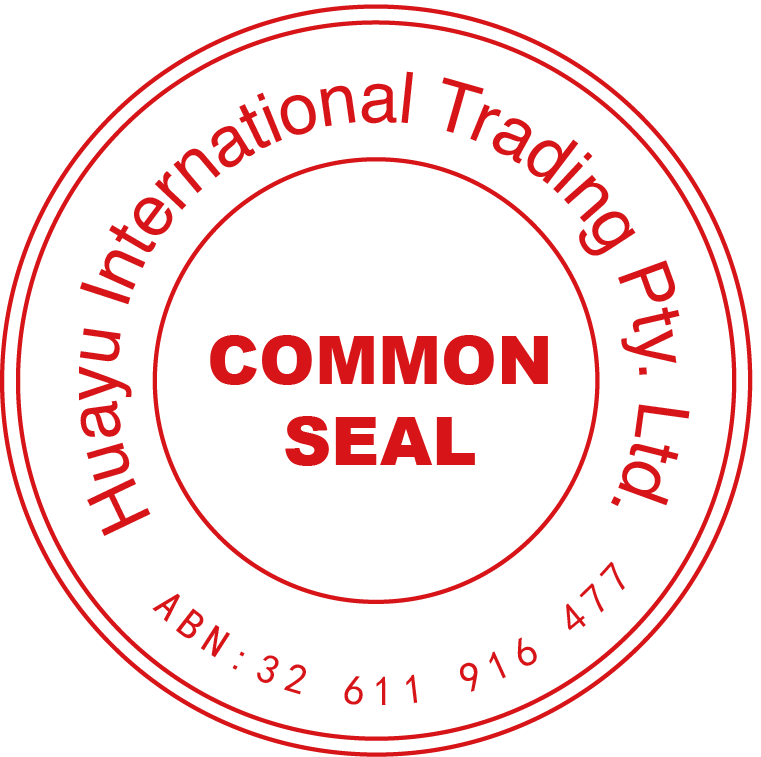 Huayu International Trading Pty. Ltd.
COMMON
SEAL
ABN:32 611 916 477